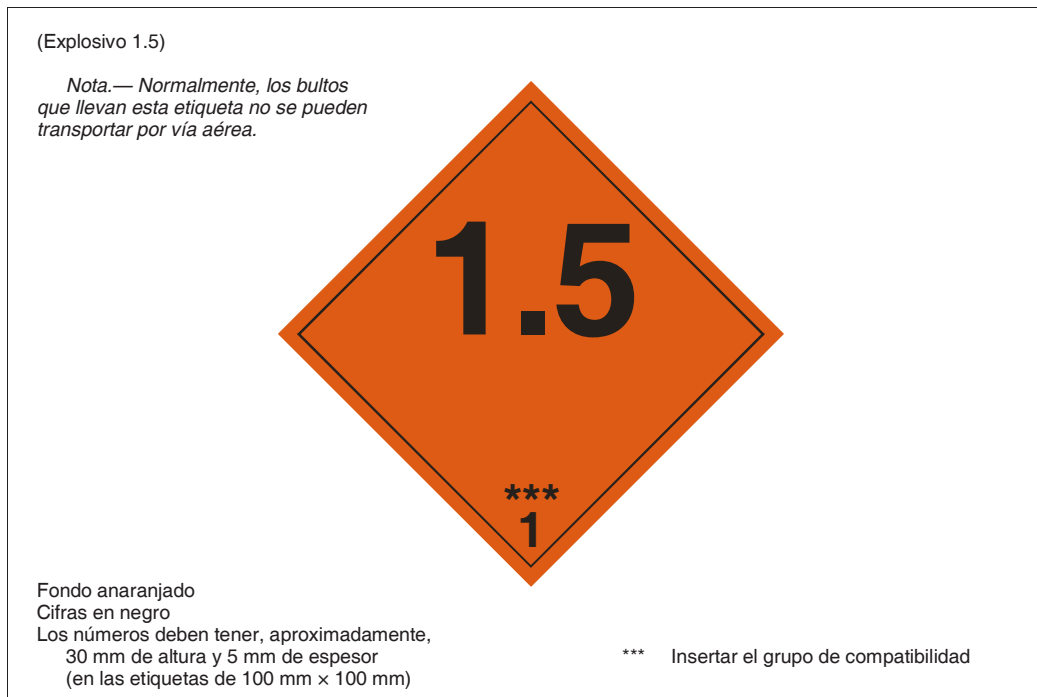 (Explosivo 1.5)
Nota.— Normalmente, los bultos
que llevan esta etiqueta no se pueden
transportar por vía aérea.
1.5
***
1
Fondo anaranjado
Cifras en negro
Los números deben tener, aproximadamente,
30 mm de altura y 5 mm de espesor
(en las etiquetas de 100 mm × 100 mm)
*** Insertar el grupo de compatibilidad